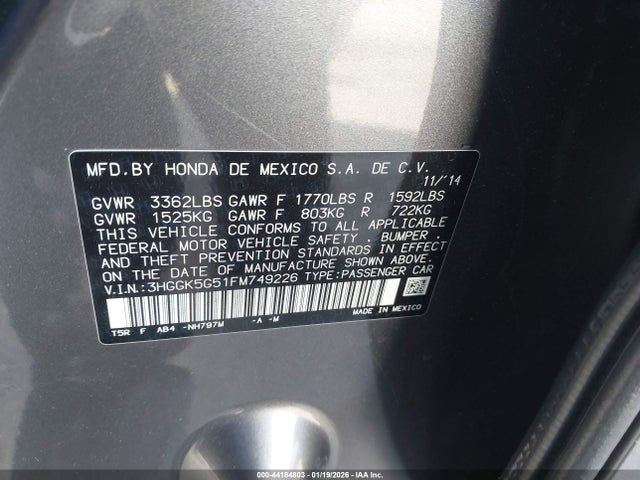 MFD.BY HONDA DE MEXICO S.A. DE C.V.
11/'14
GVWR 3362LBS GAWR F 1770LBS R 1592LBS
GVWR 1525KG GAWR F 803KG R 722KG
THIS VEHICLE CONFORMS TO ALL APPLICABLE
FEDERAL MOTOR VEHICLE SAFETY . BUMPER .
AND THEFT PREVENTION STANDARDS IN EFFECT
ON THE DATE OF MANUFACTURE SHOWN ABOVE.
V.I.N.:3HGGK5G51FM749226 TYPE:PASSENGER CAR
T5R F AB4 -NH797M -A -M MADE IN MEXICO
000-44184803 - 01/19/2026 - IAA Inc.